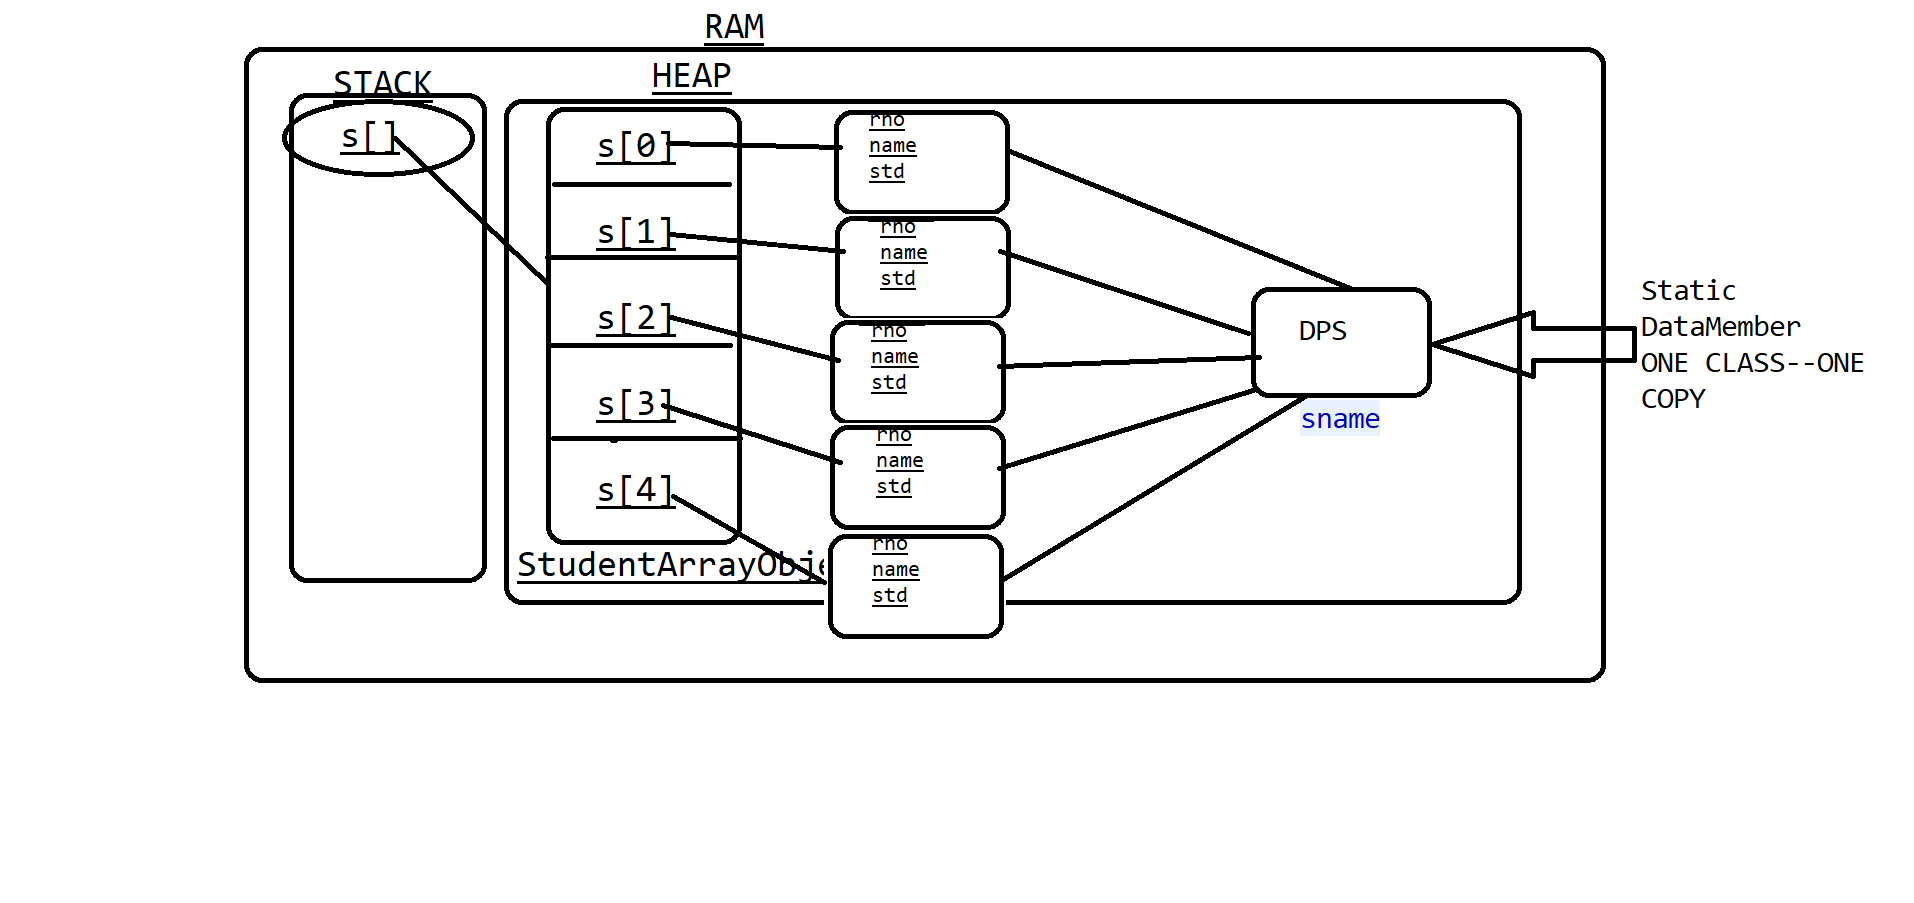 RAM
STACK
HEAP
s[]
s[0]
s[1]
s[2]
s[3]
s[4]
StudentArrayObje
rno
name
std
rno
name
std
rno
name
std
rno
name
std
rno
name
std
DPS
sname
Static
DataMember
ONE CLASS--ONE
COPY